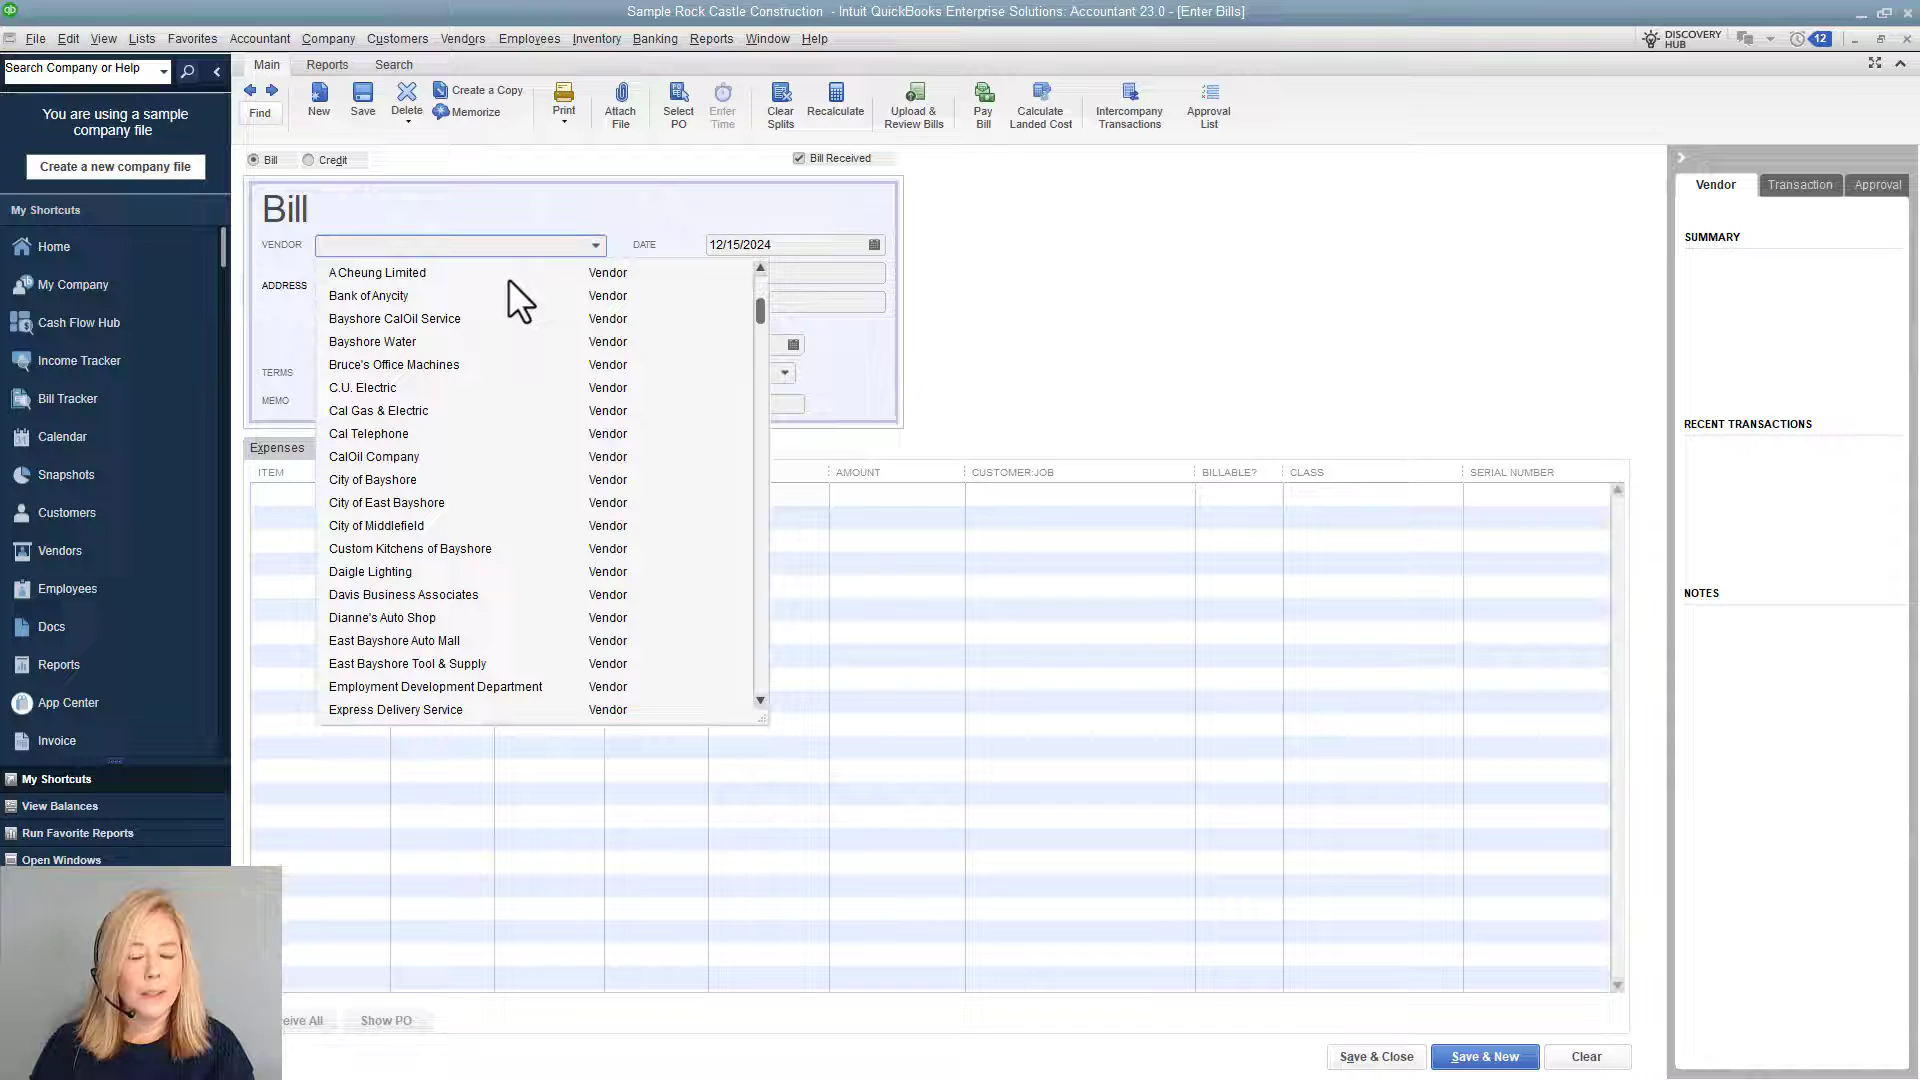 Sample Rock Castle Construction - Intuit QuickBooks Enterprise Solutions: Accountant 23.0 - [Enter Bills]
File Edit View Lists Favorites Accountant Company Customers Vendors Employees Inventory Banking Reports Window Help
DISCOVERY HUB
12
Search Company or Help
Main Reports Search
Find
New
Save
Delete
Create a Copy
Memorize
Print
Attach File
Select PO
Enter Time
Clear Splits
Recalculate
Upload & Review Bills
Pay Bill
Calculate Landed Cost
Intercompany Transactions
Approval List
You are using a sample
company file
Create a new company file
My Shortcuts
Home
My Company
Cash Flow Hub
Income Tracker
Bill Tracker
Calendar
Snapshots
Customers
Vendors
Employees
Docs
Reports
App Center
Invoice
My Shortcuts
View Balances
Run Favorite Reports
Open Windows
Bill Credit Bill Received
Bill
VENDOR DATE 12/15/2024
ADDRESS
TERMS
MEMO
A Cheung Limited Vendor
Bank of Anycity Vendor
Bayshore CalOil Service Vendor
Bayshore Water Vendor
Bruce's Office Machines Vendor
C.U. Electric Vendor
Cal Gas & Electric Vendor
Cal Telephone Vendor
CalOil Company Vendor
City of Bayshore Vendor
City of East Bayshore Vendor
City of Middlefield Vendor
Custom Kitchens of Bayshore Vendor
Daigle Lighting Vendor
Davis Business Associates Vendor
Dianne's Auto Shop Vendor
East Bayshore Auto Mall Vendor
East Bayshore Tool & Supply Vendor
Employment Development Department Vendor
Express Delivery Service Vendor
Expenses
ITEM AMOUNT CUSTOMER:JOB BILLABLE? CLASS SERIAL NUMBER
All Show PO
Save & Close Save & New Clear
Vendor Transaction Approval
SUMMARY
RECENT TRANSACTIONS
NOTES